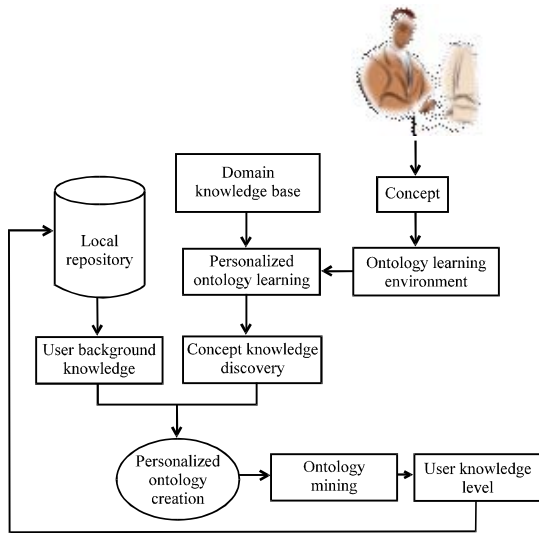 Domain
knowledge base
Concept
Local
repository
Personalized
ontology learning
Ontology learning
environment
User background
knowledge
Concept knowledge
discovery
Personalized
ontology
creation
Ontology
mining
User knowledge
level